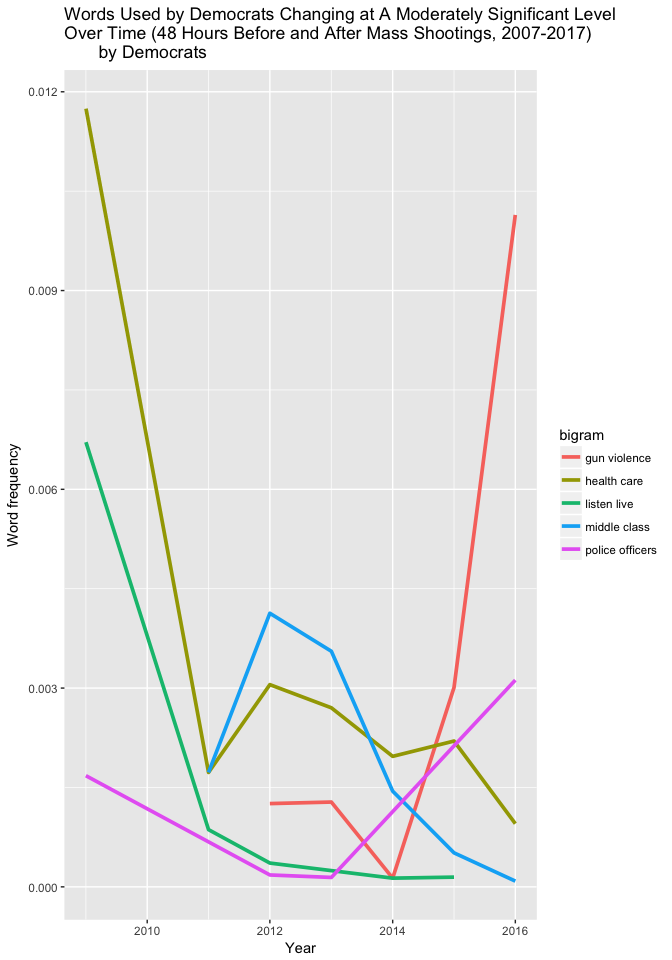 Words Used by Democrats Changing at A Moderately Significant Level
Over Time (48 Hours Before and After Mass Shootings, 2007-2017)
by Democrats
0.012
0.009
0.006
0.003
0.000
Word frequency
2010
2012
2014
2016
Year
bigram
gun violence
health care
listen live
middle class
police officers